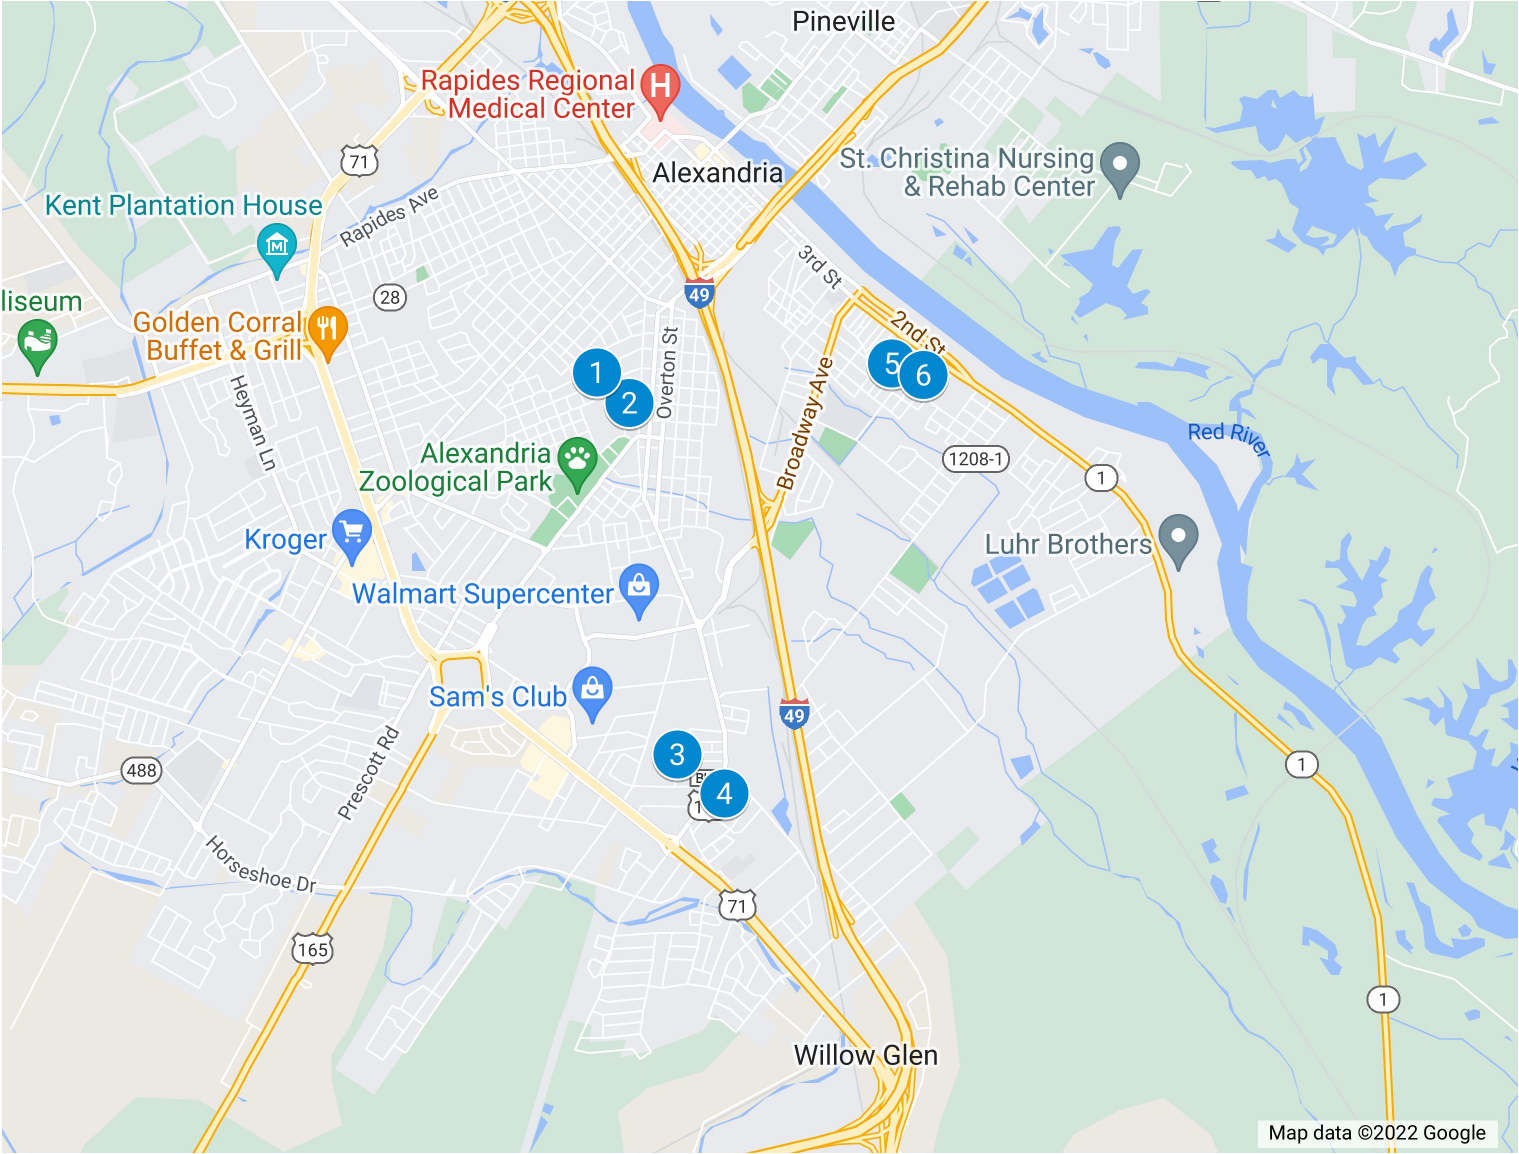 Pineville
Rapides Regional
Medical Center
H
71
Alexandria
St. Christina Nursing
& Rehab Center
Kent Plantation House
Rapides Ave
M
28
3rd St
49
liseum
Golden Corral
Buffet & Grill
2nd St
Overton St
1
2
5
6
Heyman Ln
Broadway Ave
Red River
Alexandria
Zoological Park
1208-1
1
Kroger
Luhr Brothers
Walmart Supercenter
Sam's Club
49
3
4
488
Prescott Rd
1
Horseshoe Dr
71
165
1
Willow Glen
Map data ©2022 Google